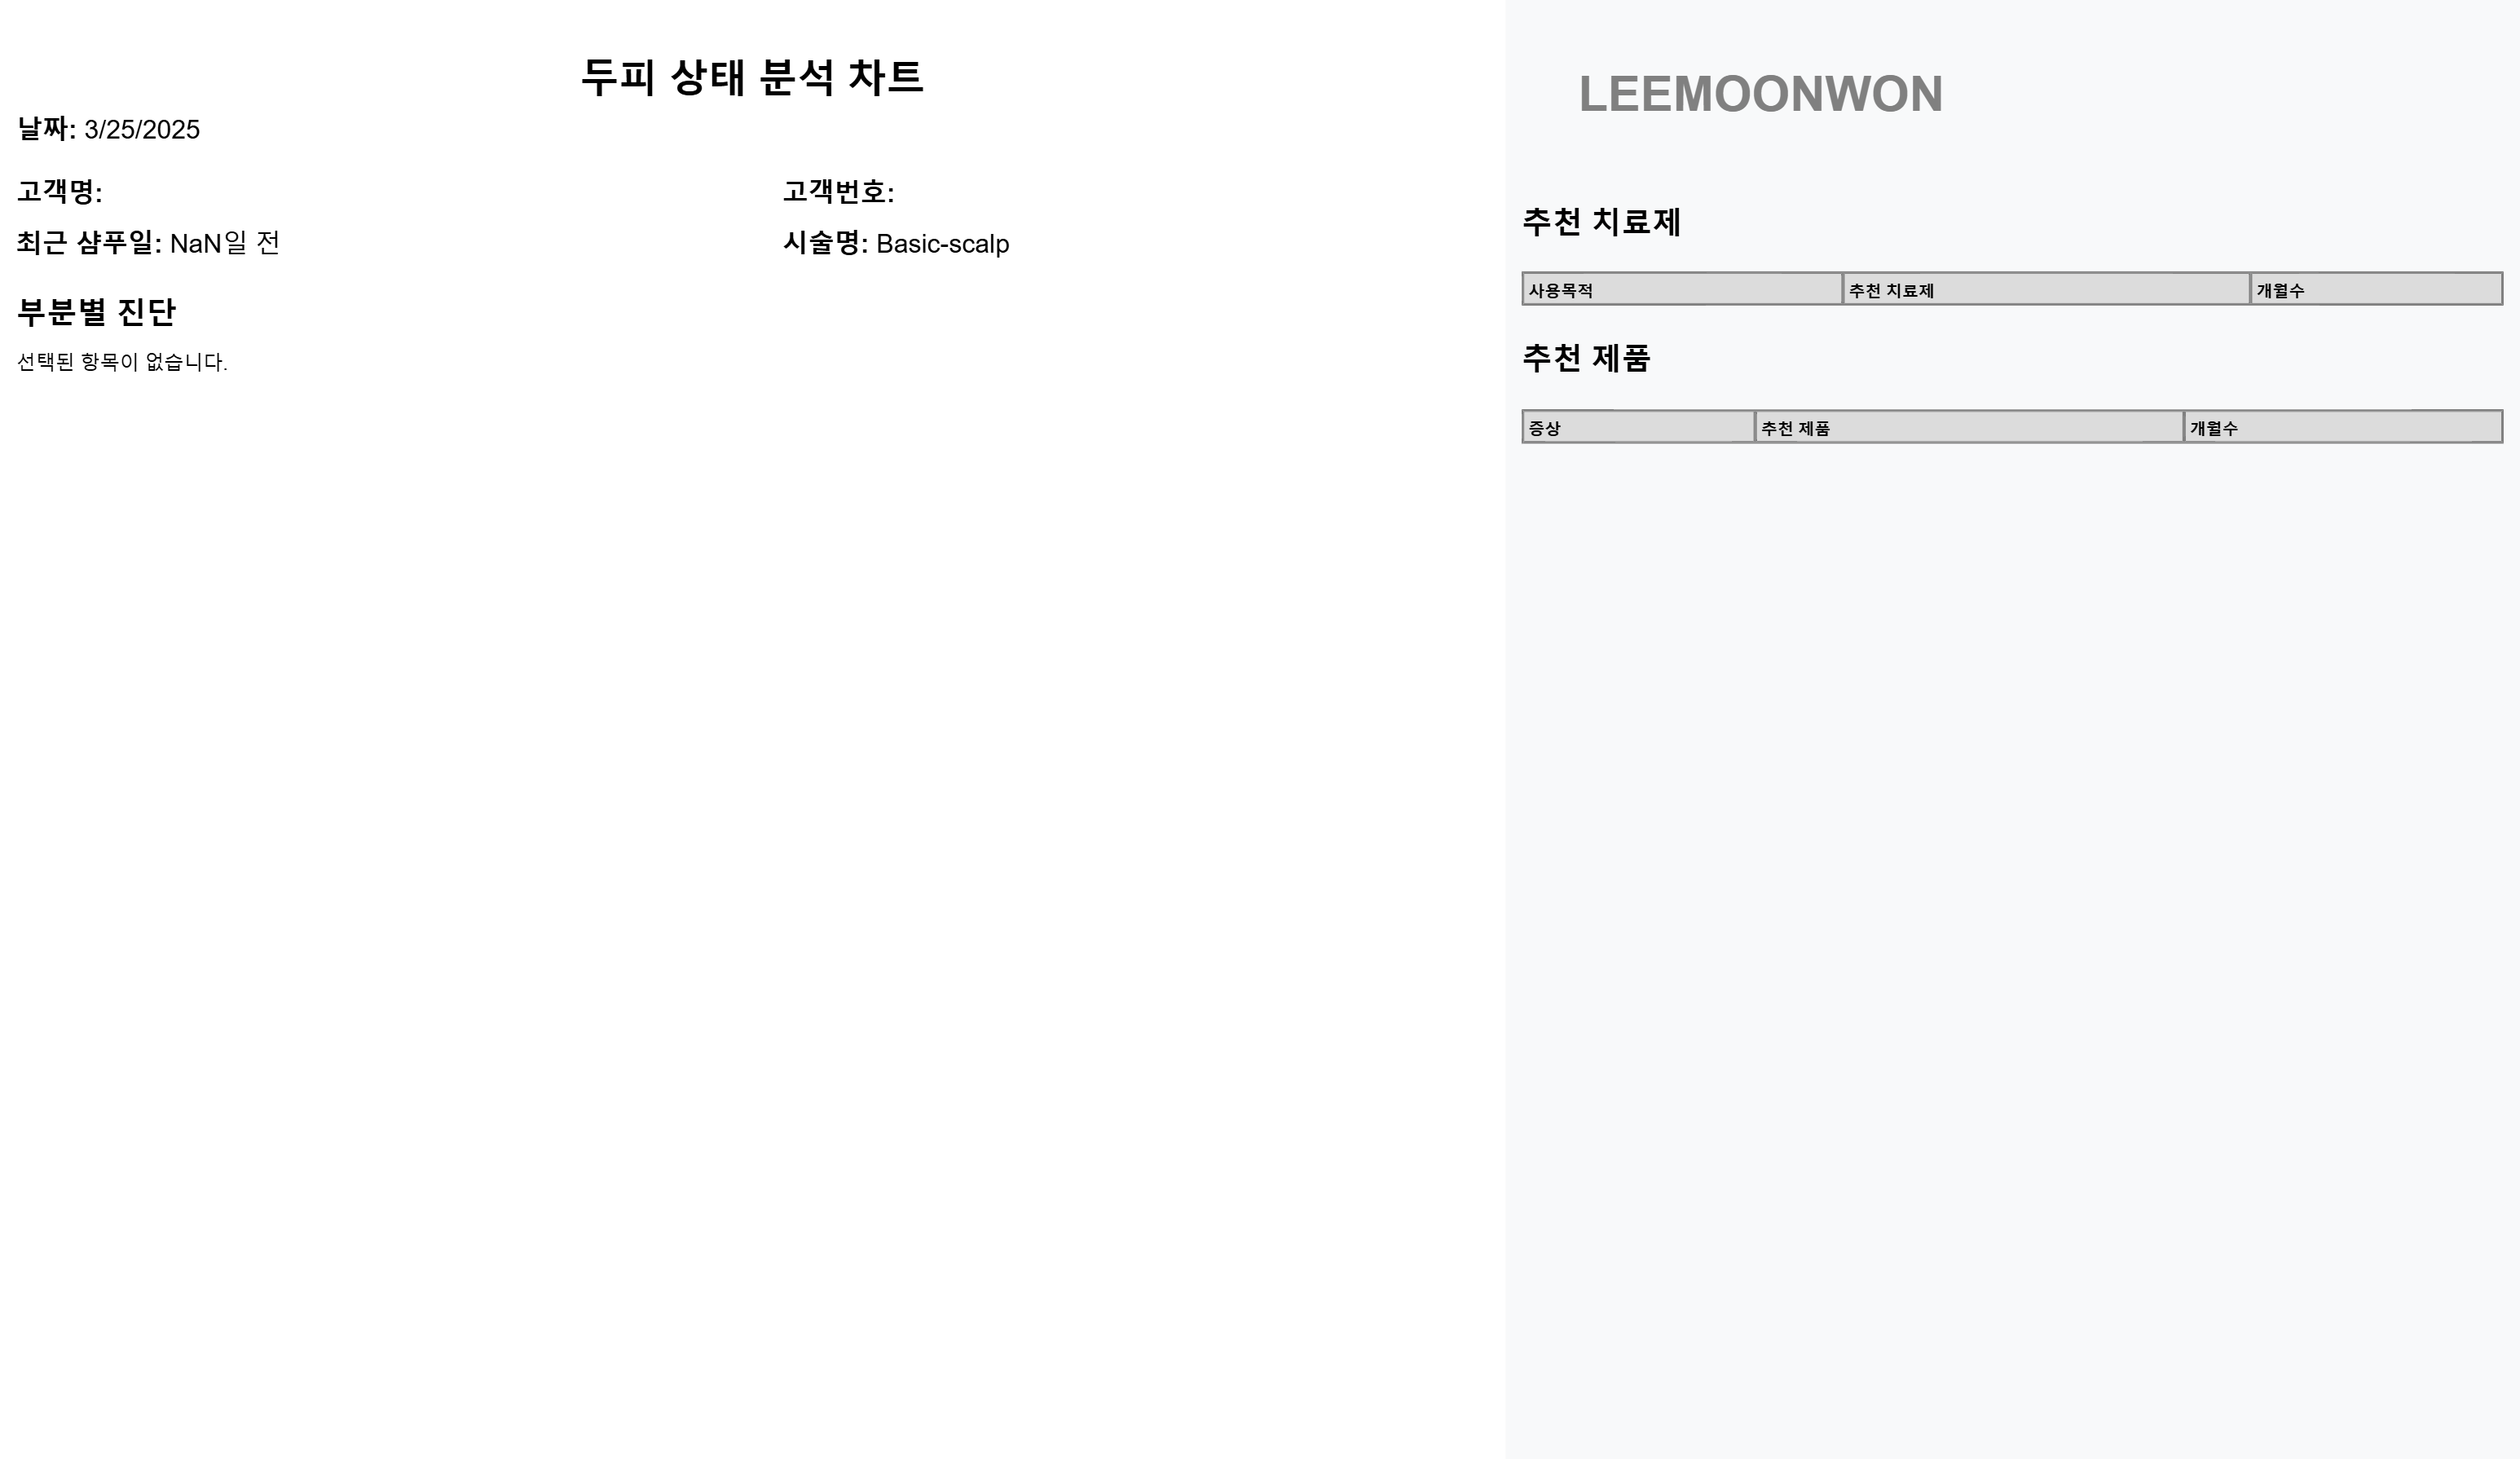 두피 상태 분석 차트
날짜: 3/25/2025
고객명:
고객번호:
최근 샴푸일: NaN일 전
시술명: Basic-scalp
부분별 진단
선택된 항목이 없습니다.
LEEMOONWON
추천 치료제
사용목적 추천 치료제 개월수
추천 제품
증상 추천 제품 개월수